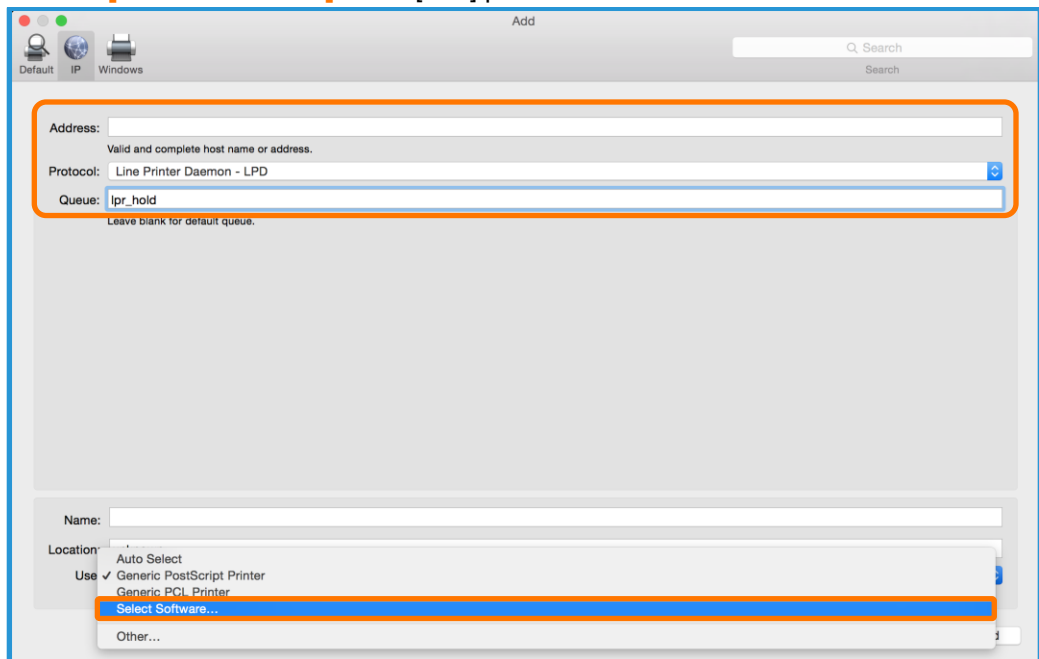 Add
Search
Default IP Windows
Search
Address:
Valid and complete host name or address.
Protocol: Line Printer Daemon - LPD
Queue: lpr_hold
Leave blank for default queue.
Name:
Location:
Auto Select
Use ✓ Generic PostScript Printer
Generic PCL Printer
Select Software...
Other...